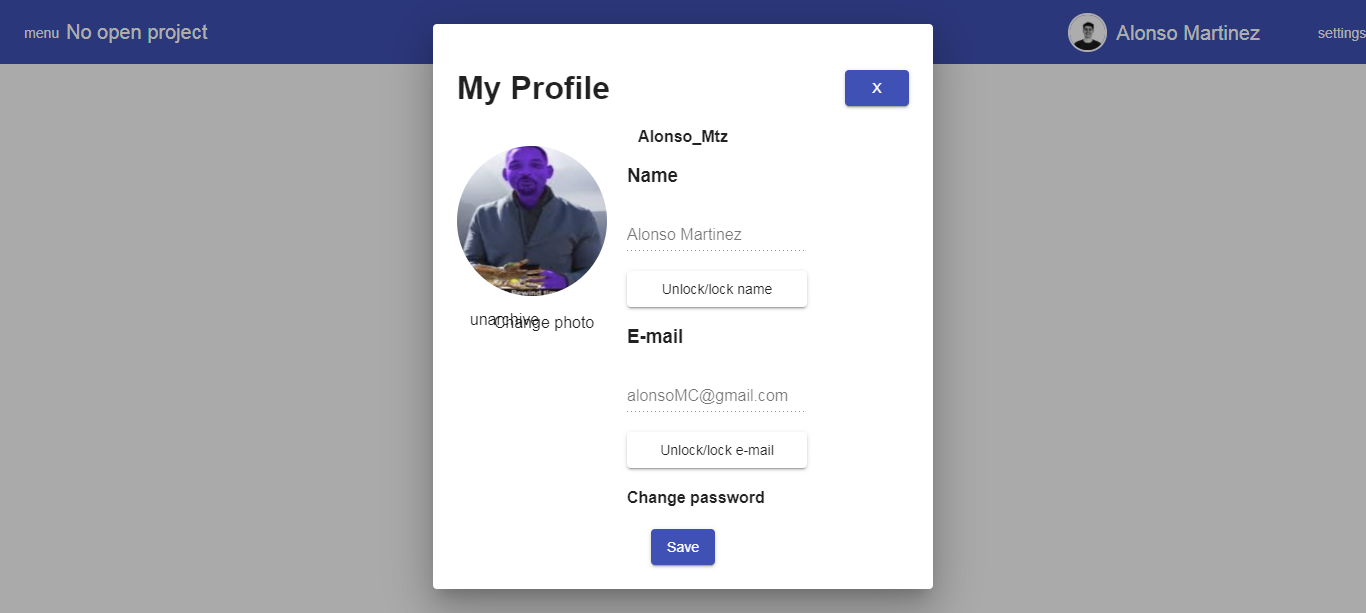 menu No open project
Alonso Martinez
settings
My Profile
X
Alonso_Mtz
Name
Alonso Martinez
Unlock/lock name
unarchive
Change photo
E-mail
alonsoMC@gmail.com
Unlock/lock e-mail
Change password
Save